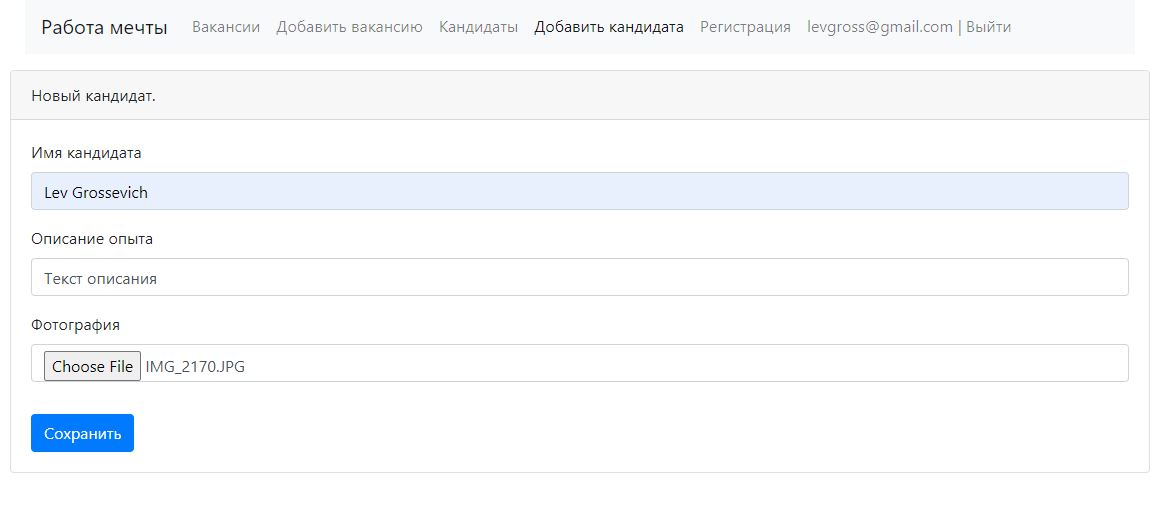 Работа мечты Вакансии Добавить вакансию Кандидаты Добавить кандидата Регистрация levgross@gmail.com | Выйти
Новый кандидат.
Имя кандидата
Lev Grossevich
Описание опыта
Текст описания
Фотография
Choose File IMG_2170.JPG
Сохранить